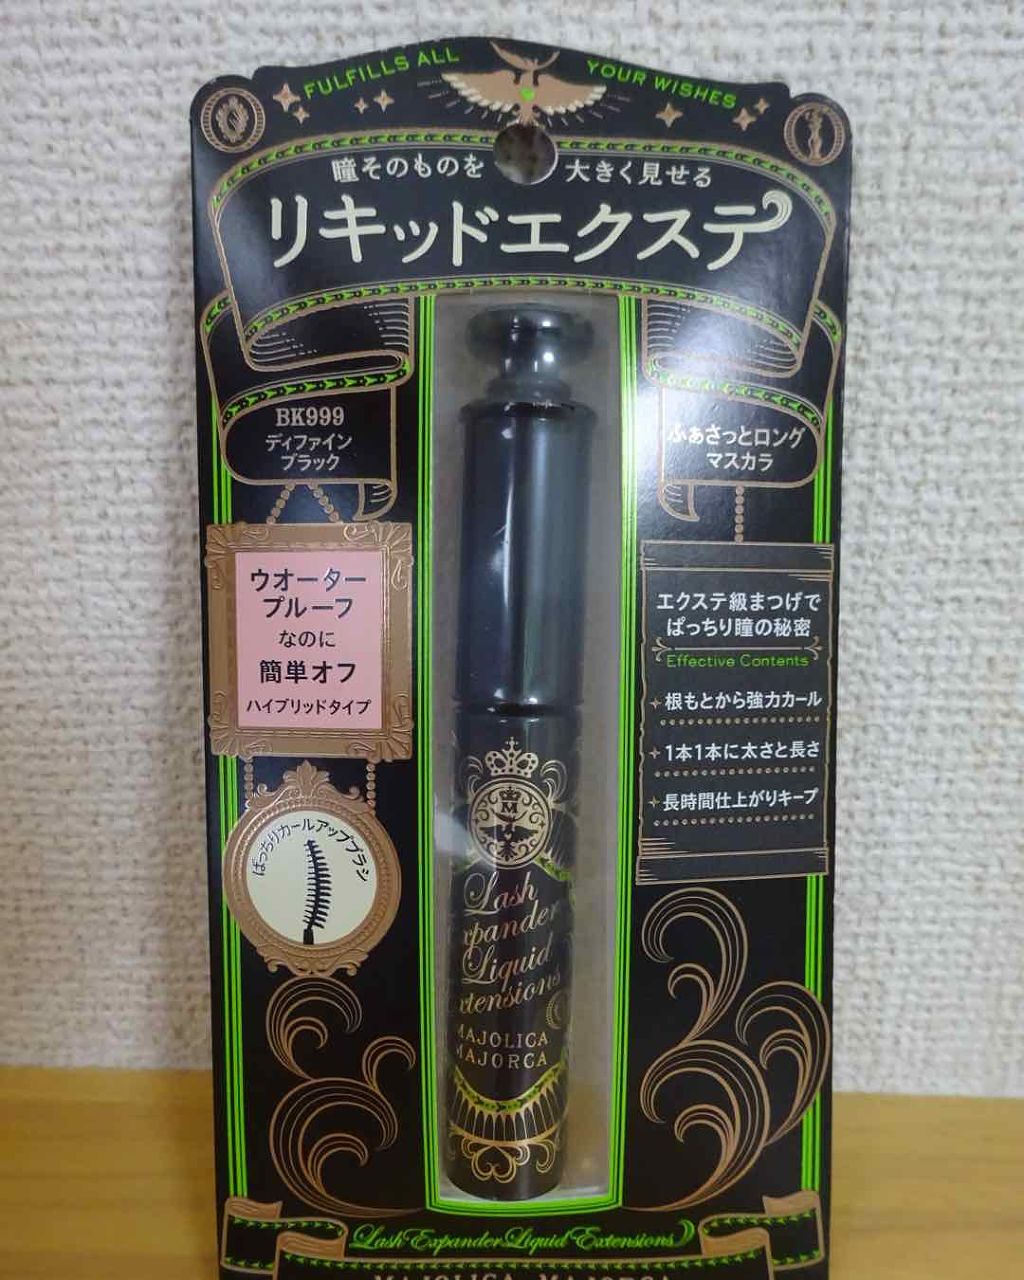 FULFILLS ALL YOUR WISHES
瞳そのものを 大きく見せる
リキッドエクステ
BK999
ディファイン
ブラック
ふぁさっとロング
マスカラ
ウオーター
プルーフ
なのに
簡単オフ
ハイブリッドタイプ
ぱっちりカールアップブラシ
エクステ級まつげで
ぱっちり瞳の秘密
Effective Contents
根もとから強力カール
1本1本に太さと長さ
長時間仕上がりキープ
M
Lash
Expander
Liquid
Extensions
MAJOLICA
MAJORCA
Lash Expander Liquid Extensions
MAJOLICA MAJORCA